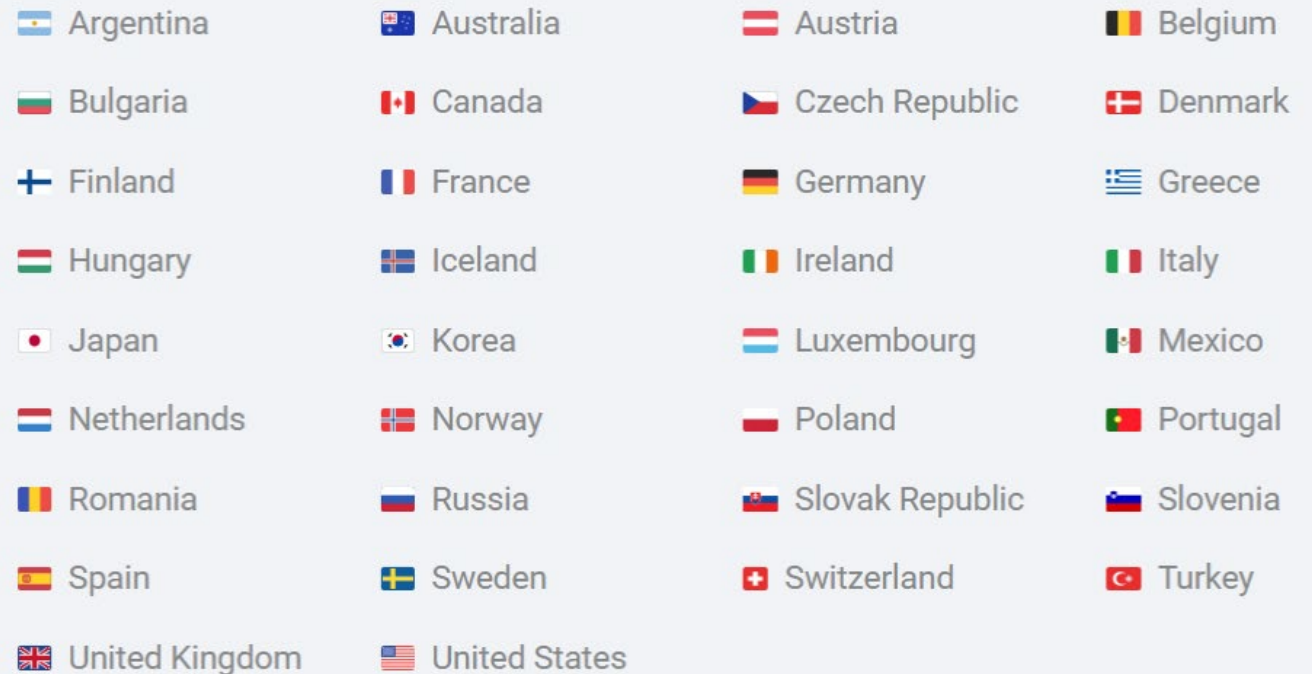 Argentina Australia Austria Belgium
Bulgaria Canada Czech Republic Denmark
Finland France Germany Greece
Hungary Iceland Ireland Italy
Japan Korea Luxembourg Mexico
Netherlands Norway Poland Portugal
Romania Russia Slovak Republic Slovenia
Spain Sweden Switzerland Turkey
United Kingdom United States